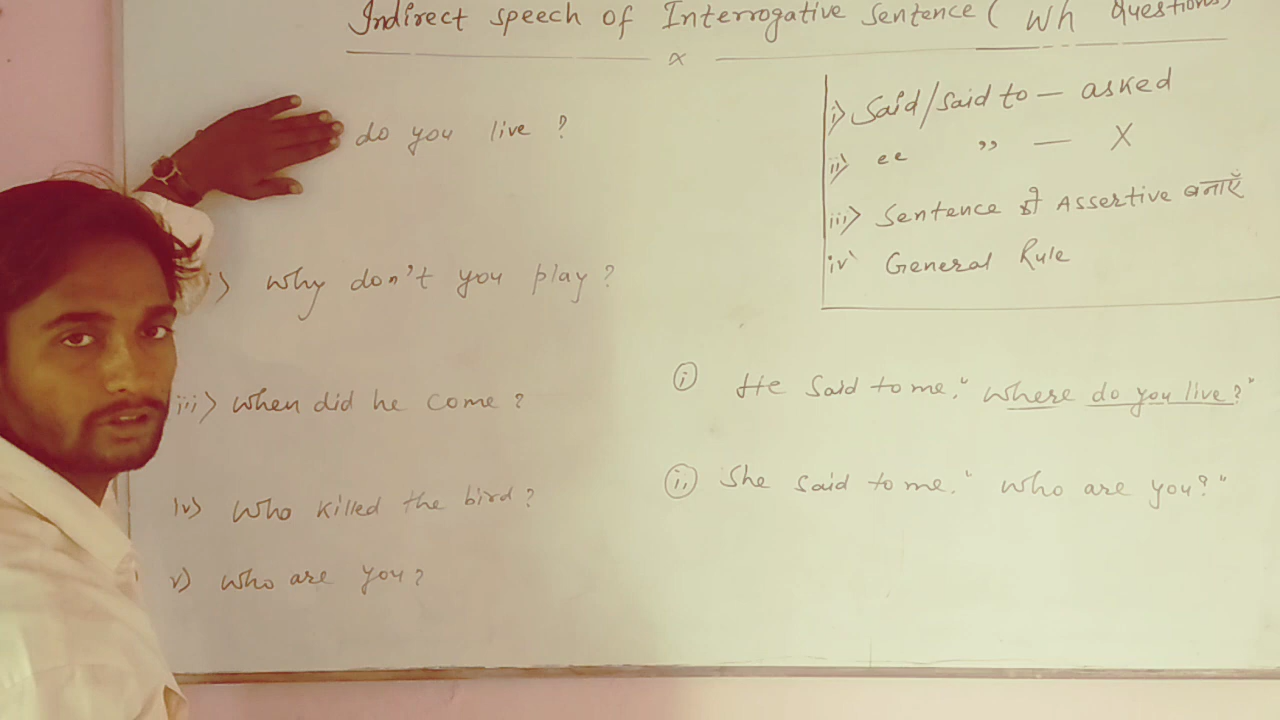 Indirect speech of Interrogative Sentence ( Wh Questions)
do you live ?
) why don't you play ?
iii) when did he come ?
iv) who killed the bird ?
v) who are you ?
i) Said/said to — asked
ii) “ ” — X
iii) Sentence को Assertive बनाएँ
iv) General Rule
i) He said to me, “where do you live?”
ii) She said to me. “who are you?”